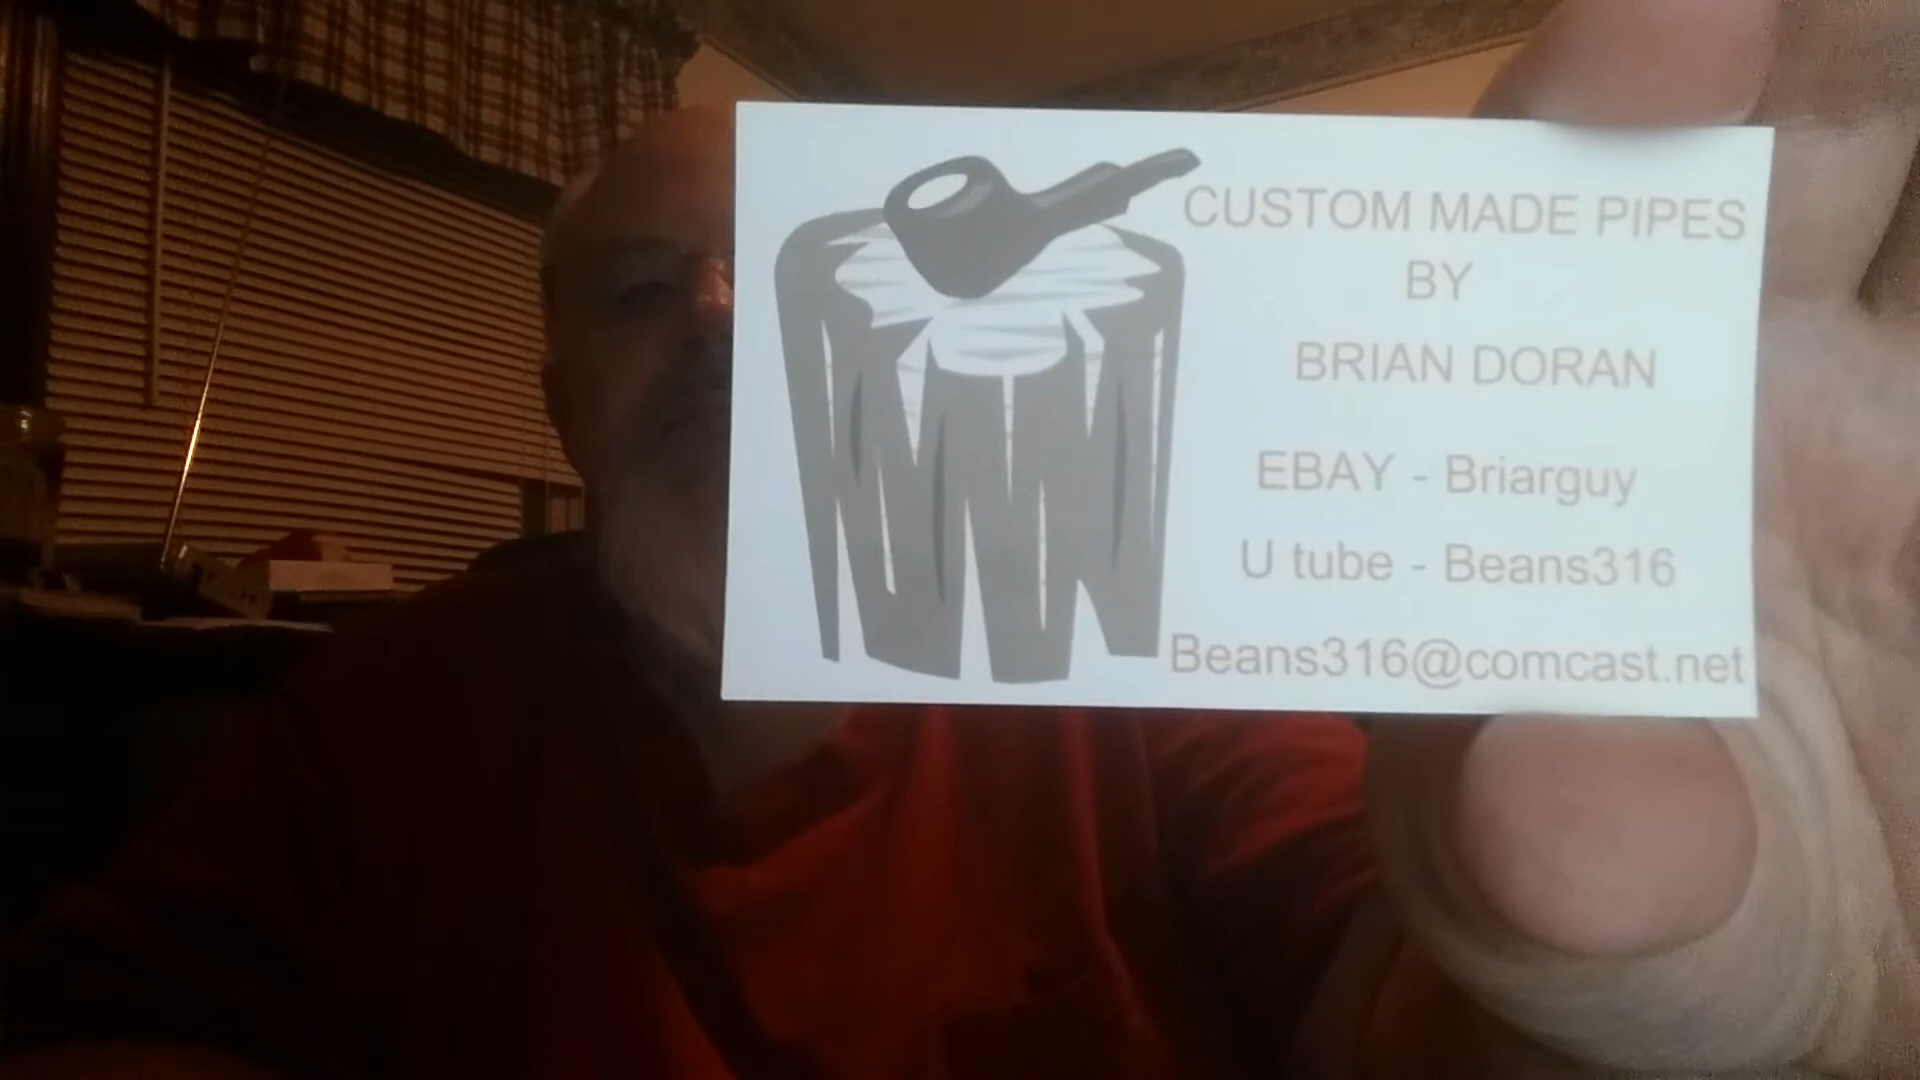 CUSTOM MADE PIPES
BY
BRIAN DORAN
EBAY - Briarguy
U tube - Beans316
Beans316@comcast.net